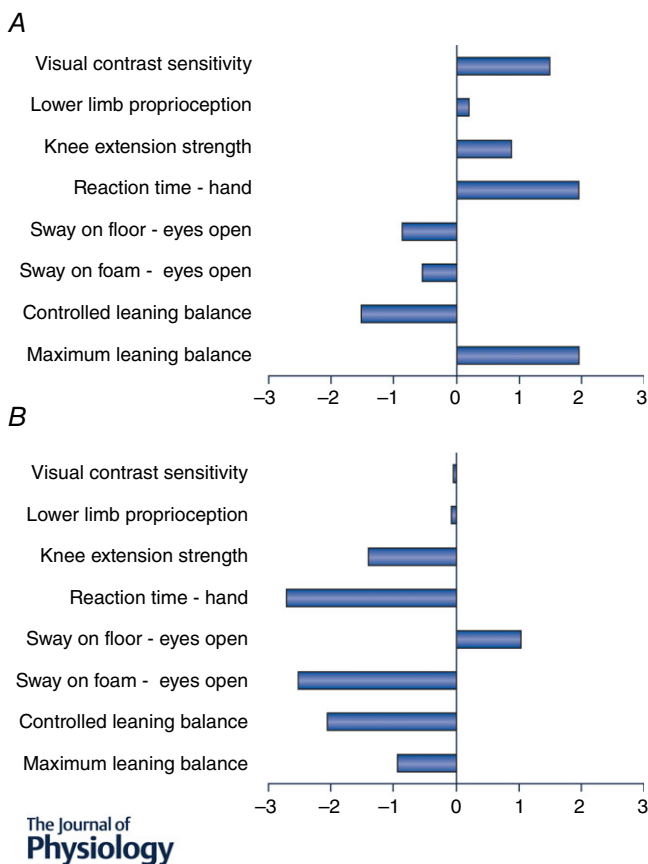 A
Visual contrast sensitivity
Lower limb proprioception
Knee extension strength
Reaction time - hand
Sway on floor - eyes open
Sway on foam -  eyes open
Controlled leaning balance
Maximum leaning balance
–3 –2 –1 0 1 2 3
B
Visual contrast sensitivity
Lower limb proprioception
Knee extension strength
Reaction time - hand
Sway on floor - eyes open
Sway on foam -  eyes open
Controlled leaning balance
Maximum leaning balance
–3 –2 –1 0 1 2 3
The Journal of
Physiology